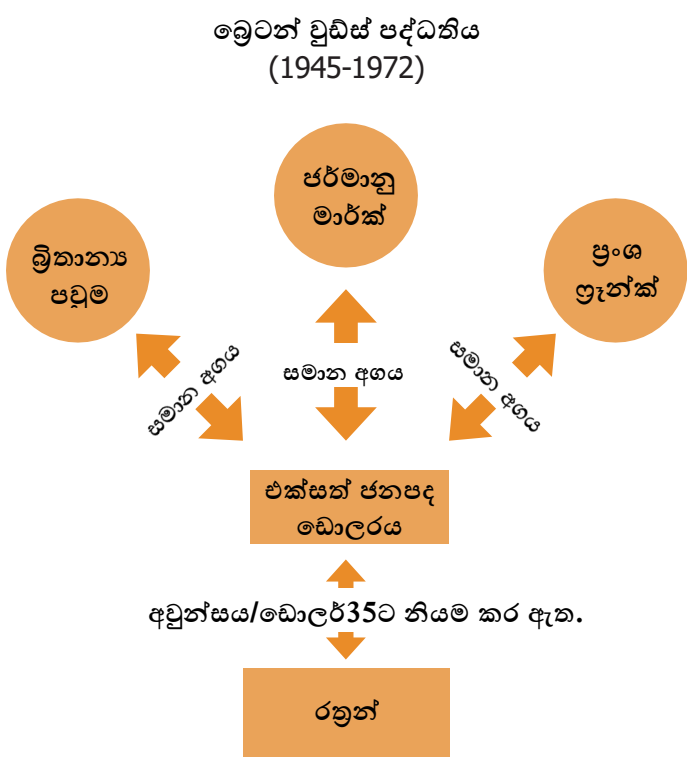 බ්‍රෙටන් වුඩ්ස් පද්ධතිය
(1945-1972)
ජර්මානු
මාර්ක්
බ්‍රිතාන්‍ය
පවුම
ප්‍රංශ
ෆ්‍රෑන්ක්
සමාන අගය
සමාන අගය
සමාන අගය
එක්සත් ජනපද
ඩොලරය
අවුන්සය/ඩොලර්35ට නියම කර ඇත.
රත්‍රන්